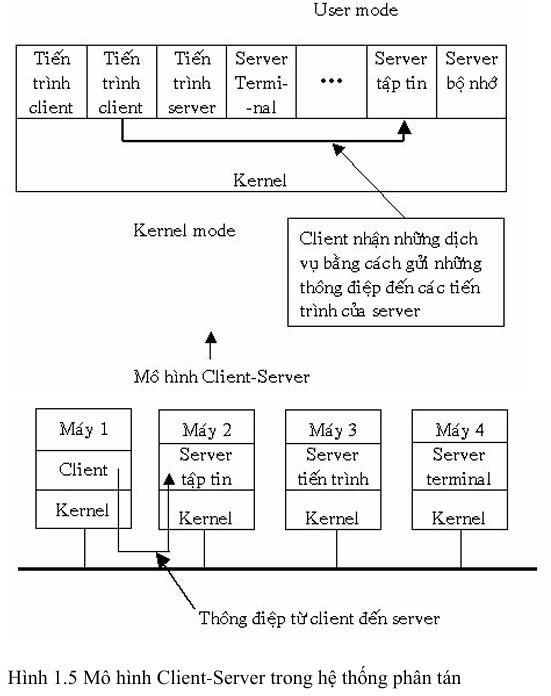 User mode
Tiến trình client
Tiến trình client
Tiến trình server
Server Termi- -nal
•••
Server tập tin
Server bộ nhớ
Kernel
Kernel mode
Client nhận những dịch
vụ bằng cách gửi những
thông điệp đến các tiến
trình của server
Mô hình Client-Server
Máy 1
Client
Kernel
Máy 2
Server
tập tin
Kernel
Máy 3
Server
tiến trình
Kernel
Máy 4
Server
terminal
Kernel
Thông điệp từ client đến server
Hình 1.5 Mô hình Client-Server trong hệ thống phân tán